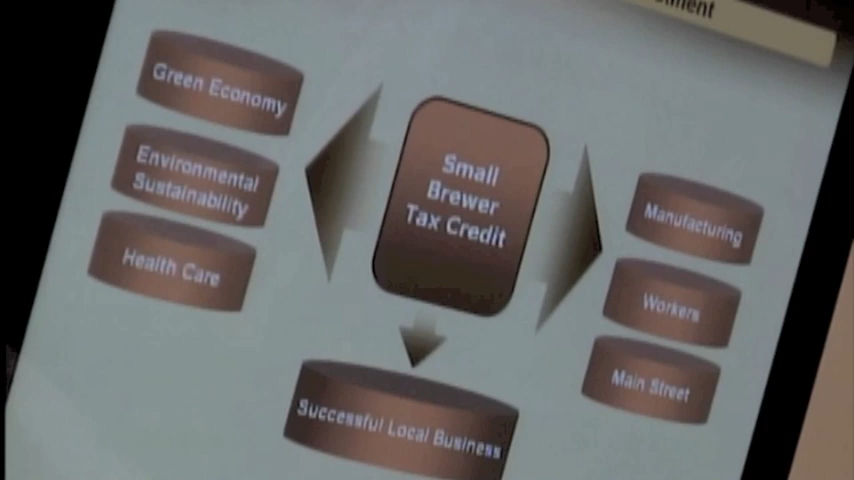 Green Economy
Environmental
Sustainability
Health Care
Small
Brewer
Tax Credit
Manufacturing
Workers
Main Street
Successful Local Business